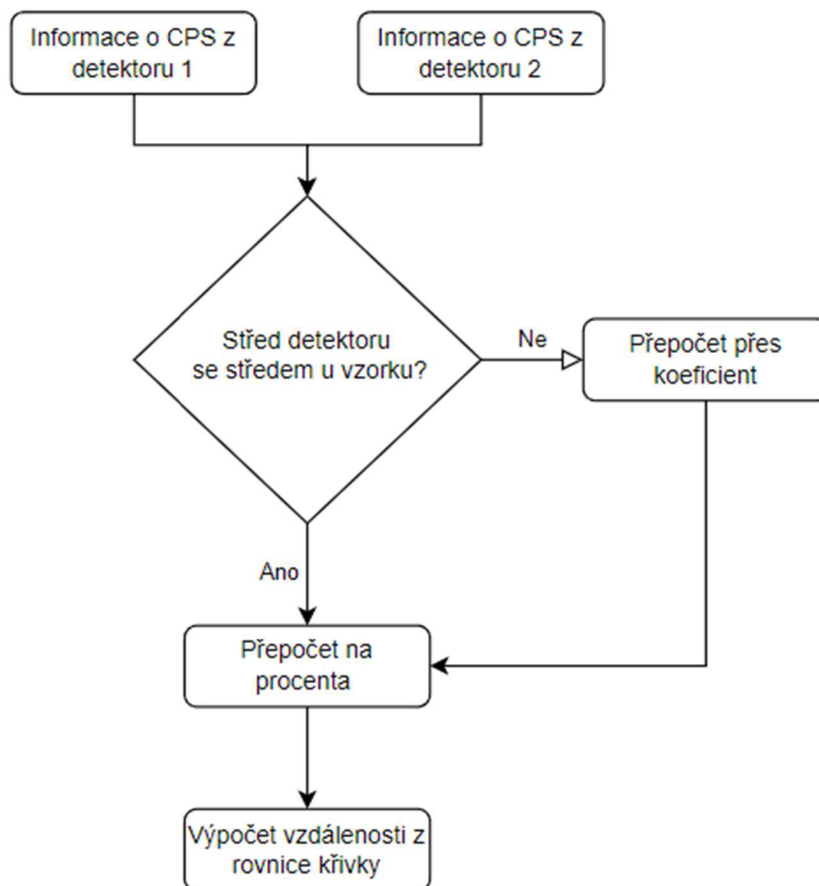 Informace o CPS z
detektoru 1
Informace o CPS z
detektoru 2
Střed detektoru
se středem u vzorku?
Ne
Přepočet přes
koeficient
Ano
Přepočet na
procenta
Výpočet vzdálenosti z
rovnice křivky